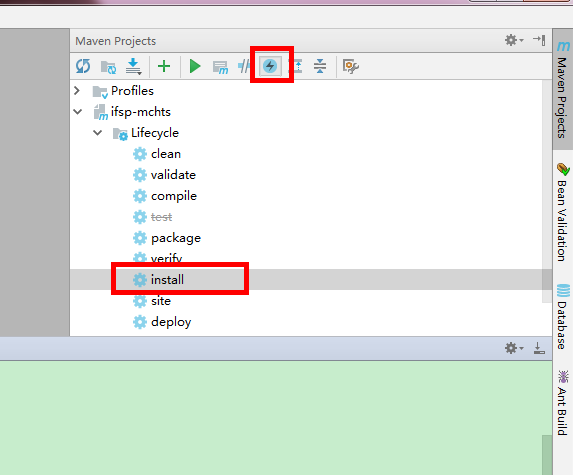 Maven Projects
Profiles
ifsp-mchts
Lifecycle
clean
validate
compile
test
package
verify
install
site
deploy
Maven Projects
Bean Validation
Database
Ant Build